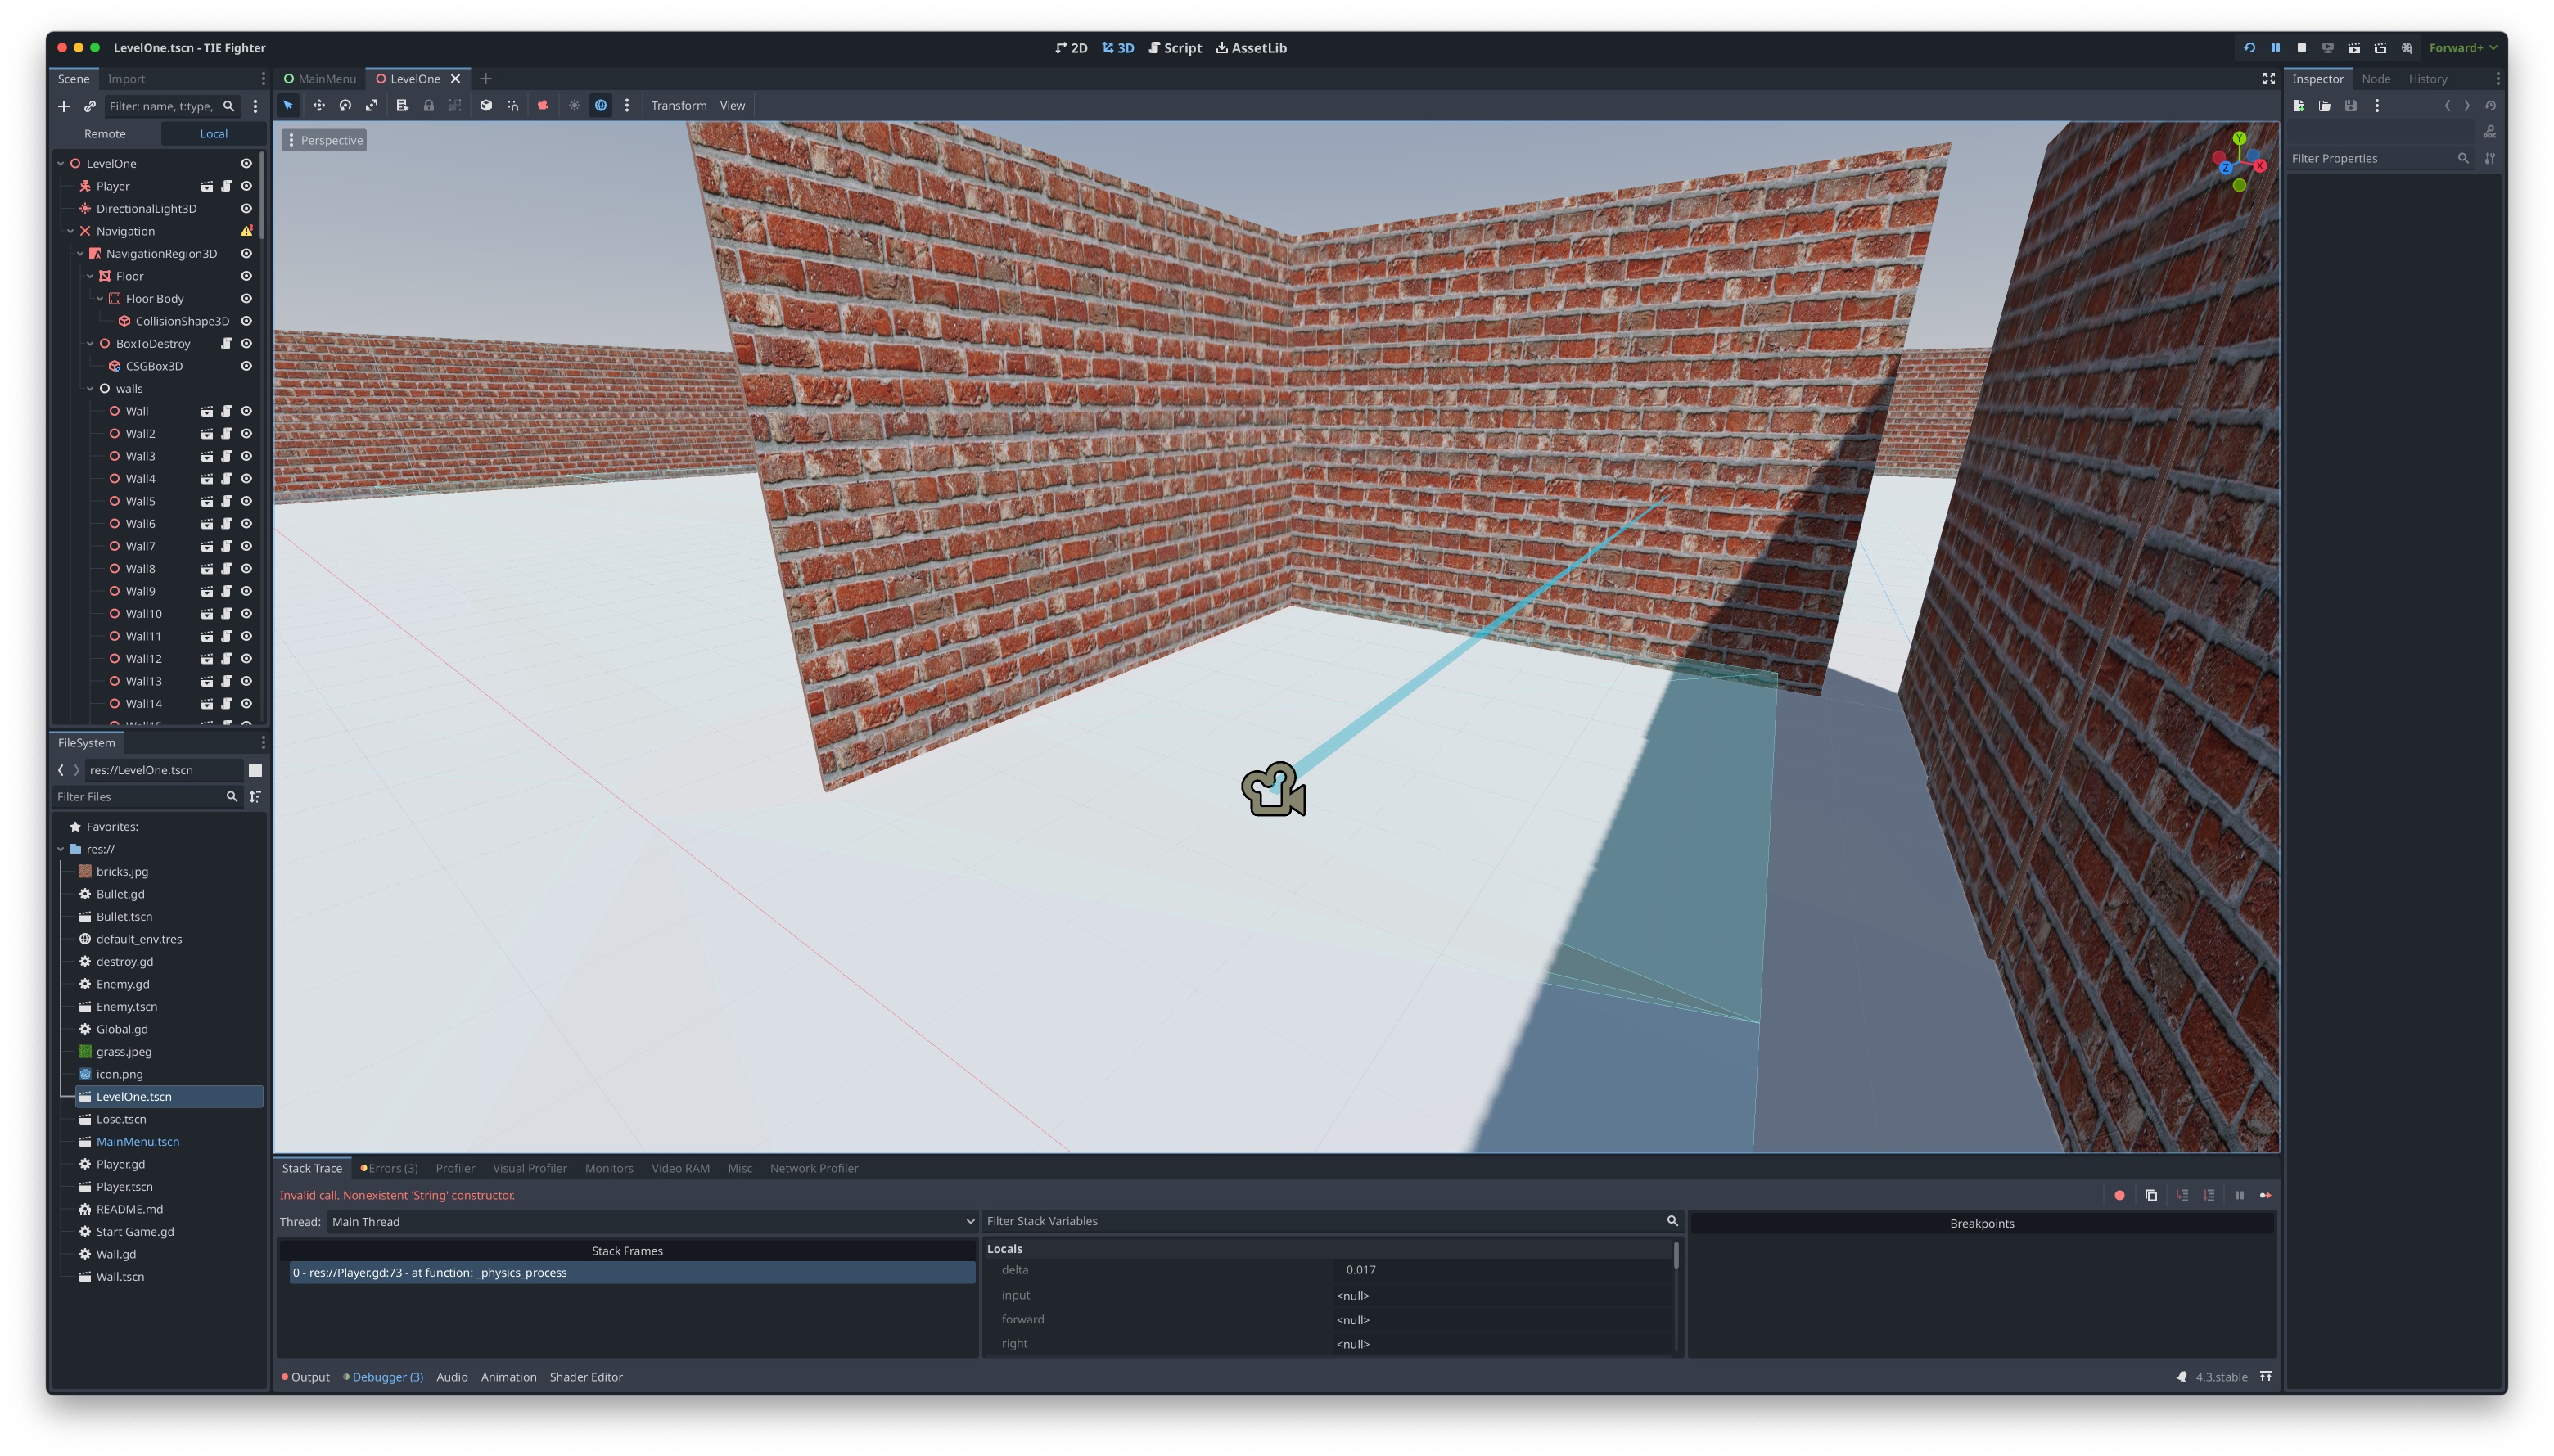 LevelOne.tscn - TIE Fighter
2D 3D Script AssetLib
Forward+
Scene Import
Filter: name, t:type,
Remote Local
LevelOne
Player
DirectionalLight3D
Navigation
NavigationRegion3D
Floor
Floor Body
CollisionShape3D
BoxToDestroy
CSGBox3D
walls
Wall
Wall2
Wall3
Wall4
Wall5
Wall6
Wall7
Wall8
Wall9
Wall10
Wall11
Wall12
Wall13
Wall14
FileSystem
res://LevelOne.tscn
Filter Files
Favorites:
res://
bricks.jpg
Bullet.gd
Bullet.tscn
default_env.tres
destroy.gd
Enemy.gd
Enemy.tscn
Global.gd
grass.jpeg
icon.png
LevelOne.tscn
Lose.tscn
MainMenu.tscn
Player.gd
Player.tscn
README.md
Start Game.gd
Wall.gd
Wall.tscn
MainMenu LevelOne
Transform View
Perspective
Y
Z X
Stack Trace Errors (3) Profiler Visual Profiler Monitors Video RAM Misc Network Profiler
Invalid call. Nonexistent 'String' constructor.
Thread: Main Thread
Stack Frames
0 - res://Player.gd:73 - at function: _physics_process
Filter Stack Variables
Locals
delta 0.017
input <null>
forward <null>
right <null>
Breakpoints
Output Debugger (3) Audio Animation Shader Editor
4.3.stable
Inspector Node History
Filter Properties